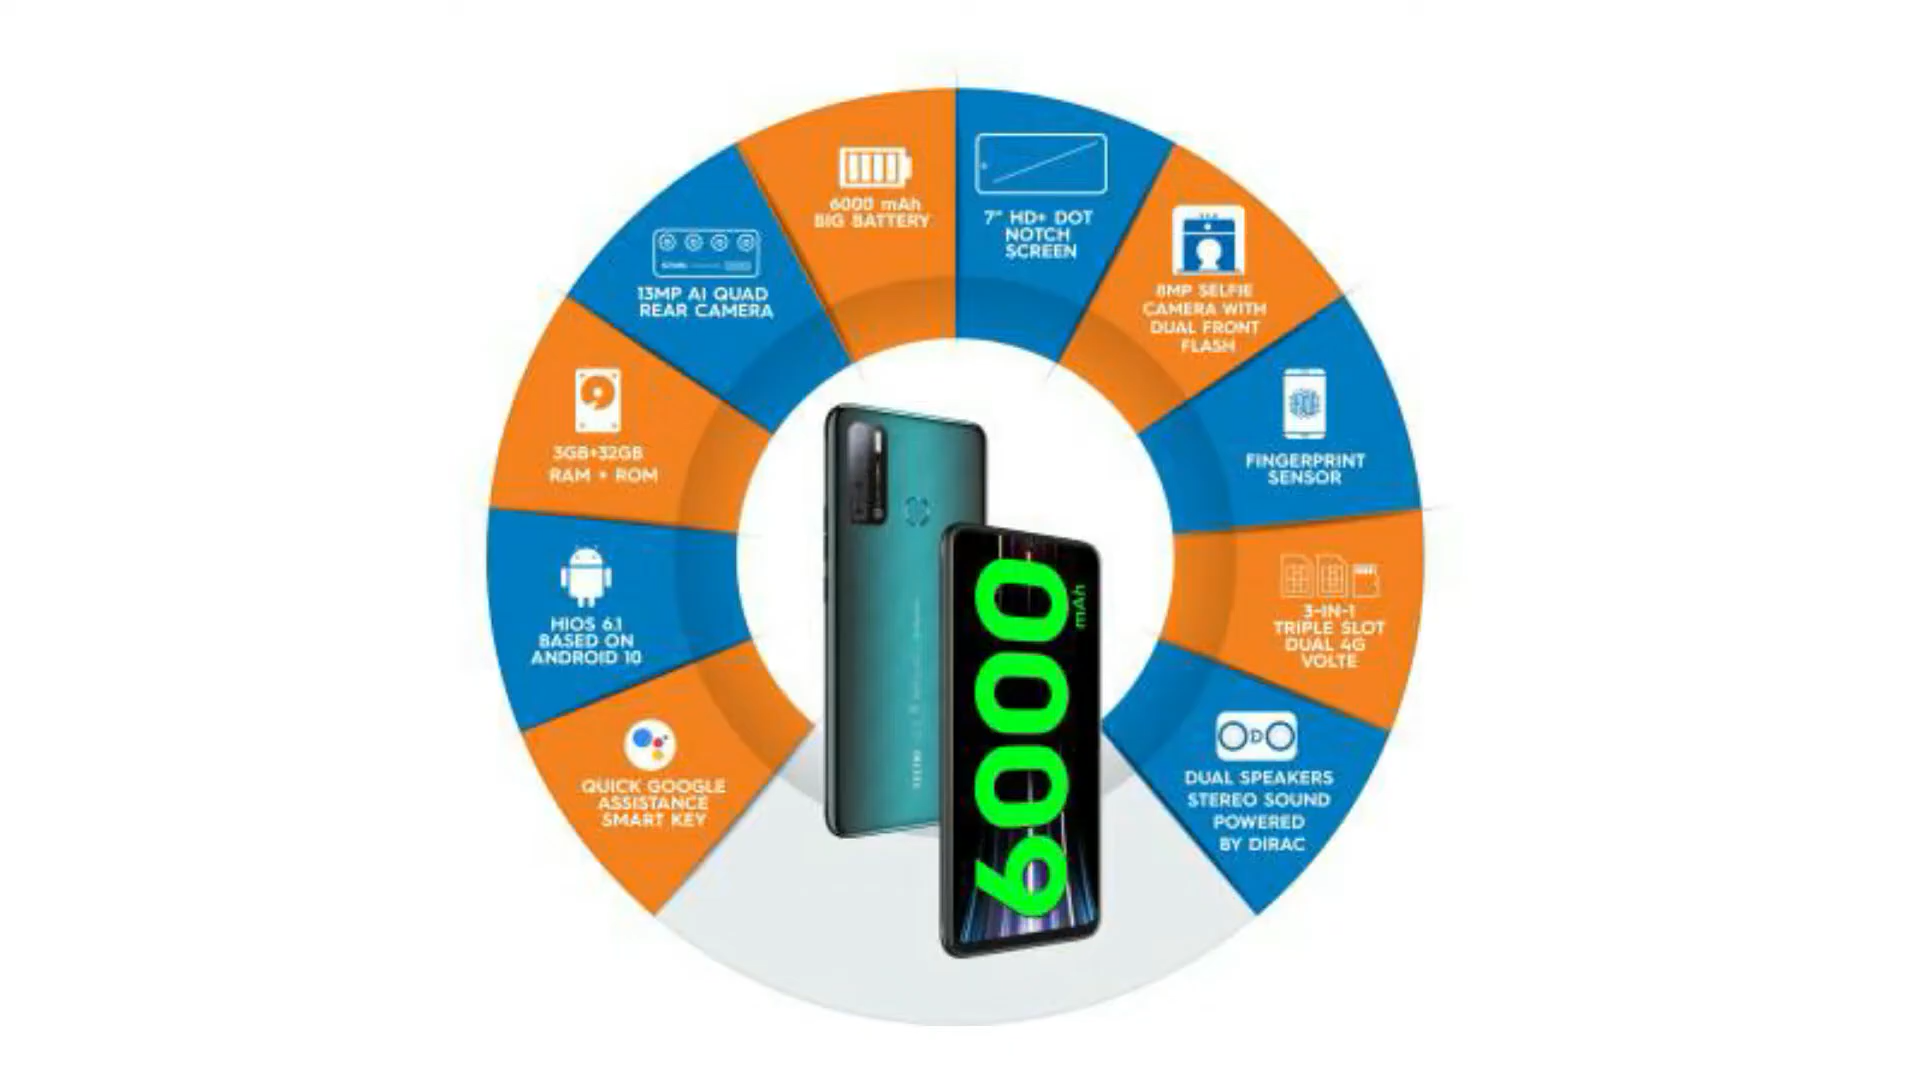 6000 mAh
BIG BATTERY
7" HD+ DOT
NOTCH
SCREEN
13MP AI QUAD
REAR CAMERA
8MP SELFIE
CAMERA WITH
DUAL FRONT
FLASH
3GB+32GB
RAM + ROM
FINGERPRINT
SENSOR
HIOS 6.1
BASED ON
ANDROID 10
3-IN-1
TRIPLE SLOT
DUAL 4G
VOLTE
QUICK GOOGLE
ASSISTANCE
SMART KEY
D
DUAL SPEAKERS
STEREO SOUND
POWERED
BY DIRAC
6000 mAh